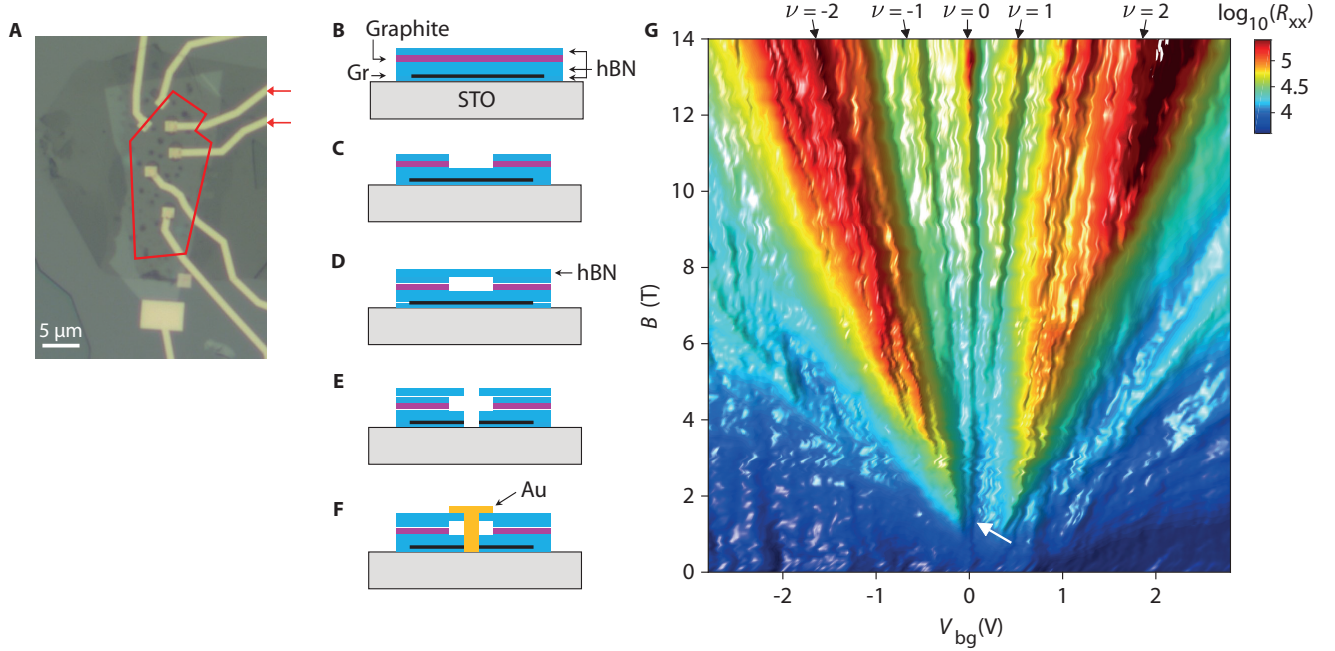 A
5 μm
B
Graphite
Gr
hBN
STO
C
D
hBN
E
F
Au
G
ν = -2
ν = -1
ν = 0
ν = 1
ν = 2
log10(Rxx)
5
4.5
4
14
12
10
8
6
4
2
0
B (T)
-2
-1
0
1
2
Vbg(V)